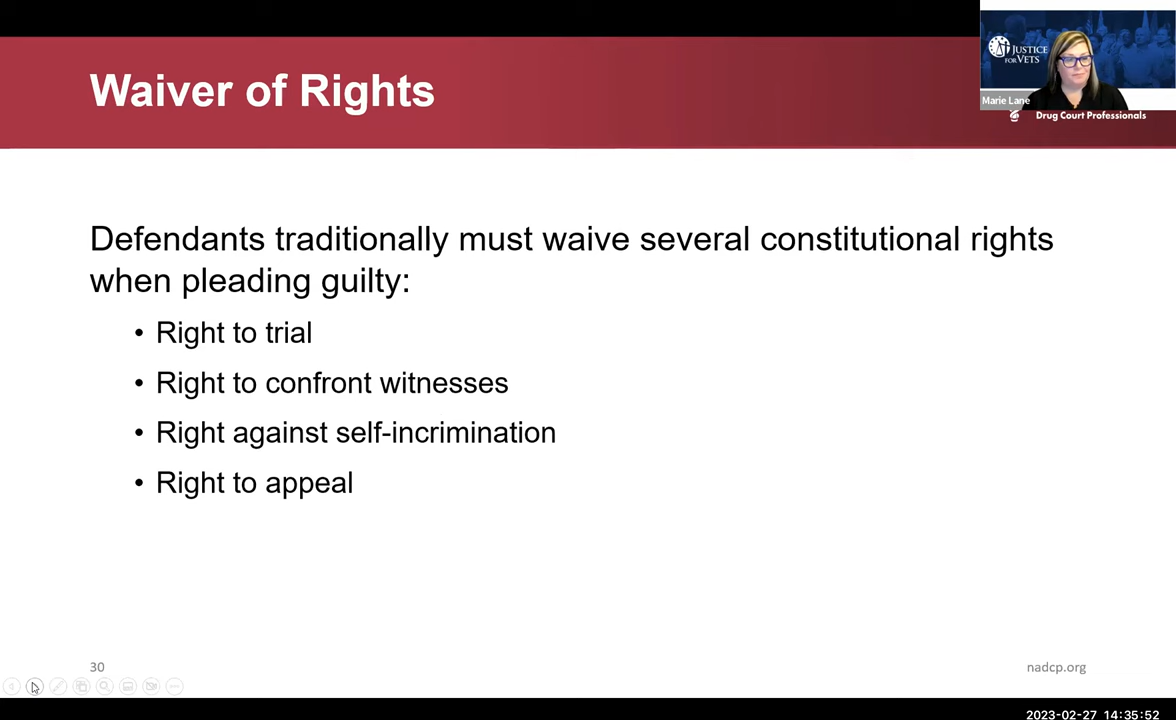 Waiver of Rights
JUSTICE
FOR VETS
Marie Lane
Drug Court Professionals
Defendants traditionally must waive several constitutional rights
when pleading guilty:
• Right to trial
• Right to confront witnesses
• Right against self-incrimination
• Right to appeal
30
nadcp.org
2023-02-27 14:35:52